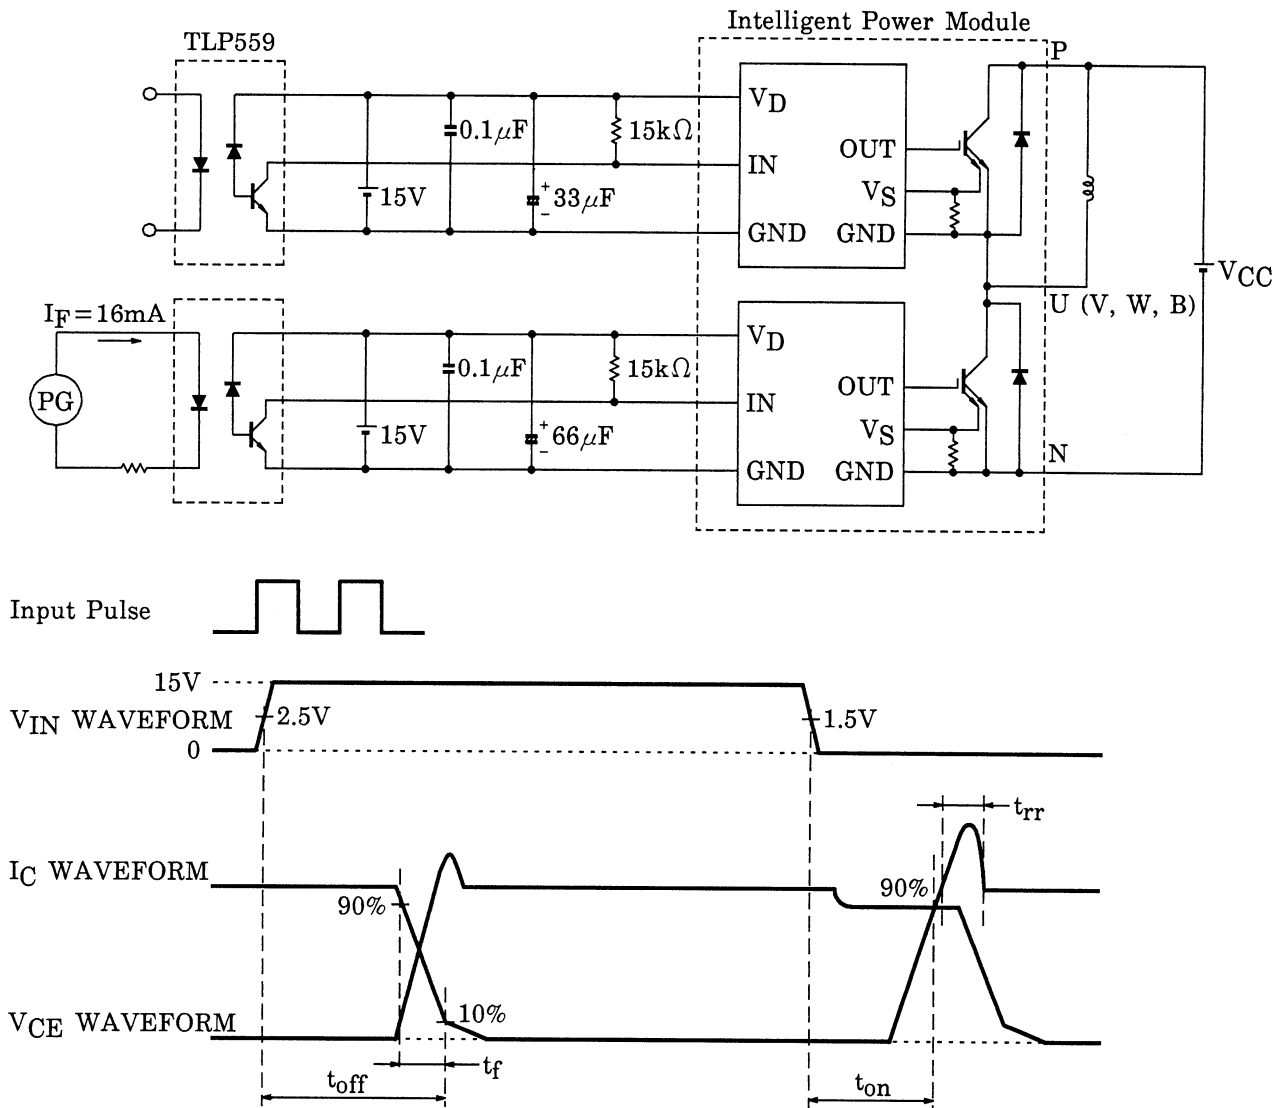 Intelligent Power Module
TLP559
P
VD
0.1μF
15kΩ
OUT
IN
VS
15V
+
-
33μF
GND
GND
VCC
U (V, W, B)
IF=16mA
VD
0.1μF
15kΩ
OUT
PG
IN
VS
15V
+
-
66μF
GND
GND
N
Input Pulse
15V
VIN WAVEFORM
2.5V
1.5V
0
trr
IC WAVEFORM
90%
90%
VCE WAVEFORM
10%
tf
toff
ton